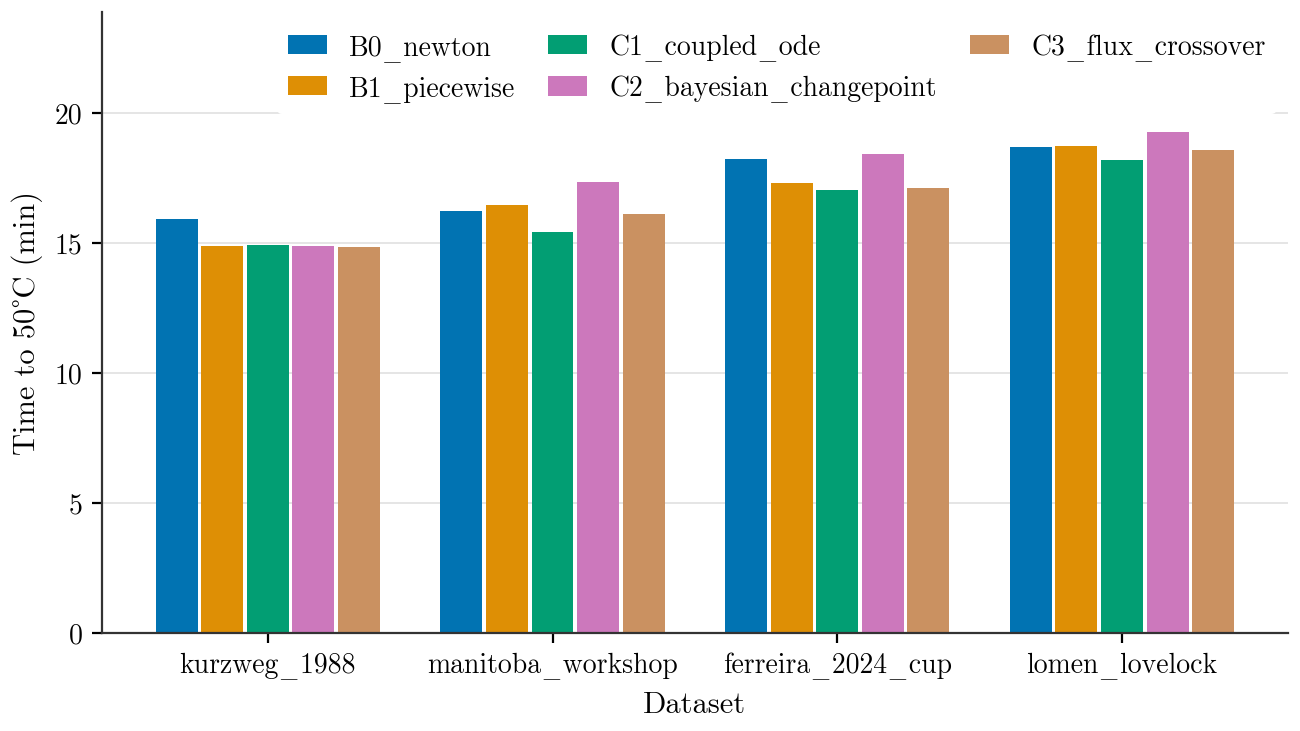 B0_newton
B1_piecewise
C1_coupled_ode
C2_bayesian_changepoint
C3_flux_crossover
20
15
10
5
0
Time to 50°C (min)
kurzweg_1988
manitoba_workshop
ferreira_2024_cup
lomen_lovelock
Dataset